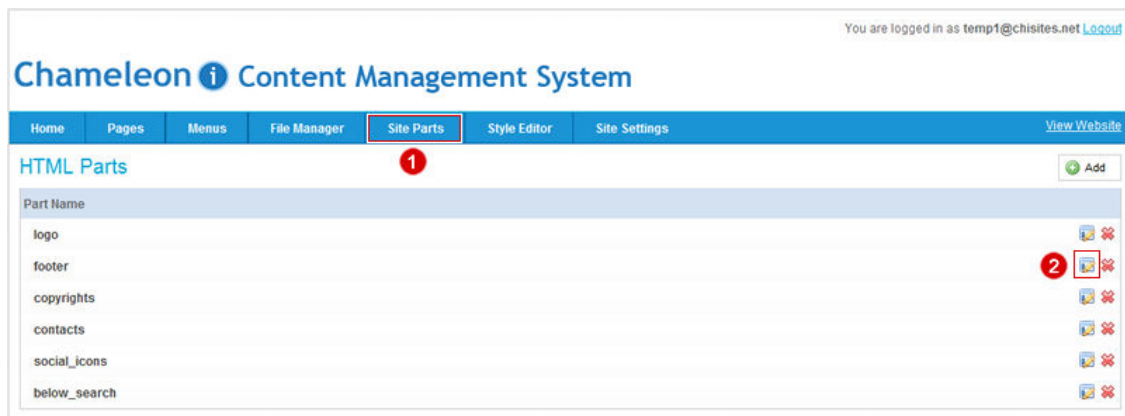 You are logged in as temp1@chisites.net Logout
Chameleon i Content Management System
Home Pages Menus File Manager Site Parts Style Editor Site Settings View Website
1
HTML Parts Add
Part Name
logo
footer 2
copyrights
contacts
social_icons
below_search